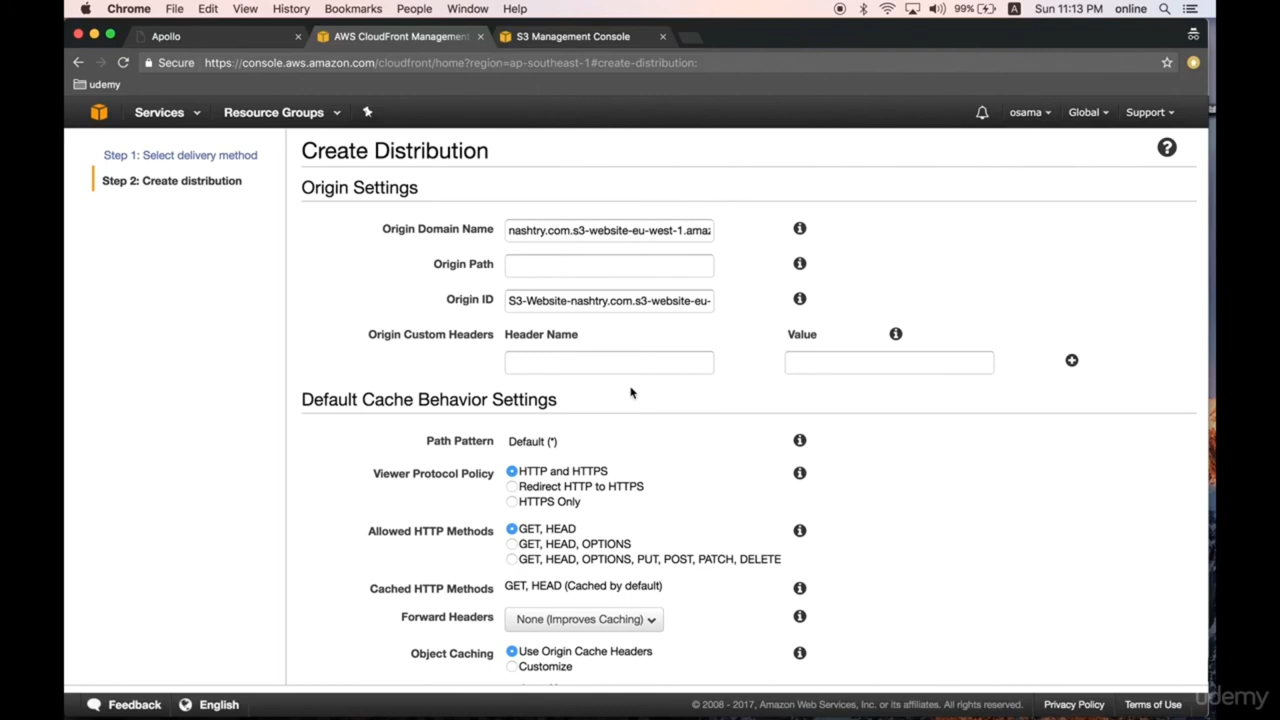 Chrome File Edit View History Bookmarks People Window Help 99% A Sun 11:13 PM online
Apollo AWS CloudFront Management S3 Management Console
Secure https://console.aws.amazon.com/cloudfront/home?region=ap-southeast-1#create-distribution:
udemy
Services Resource Groups osama Global Support
Step 1: Select delivery method
Step 2: Create distribution
Create Distribution
Origin Settings
Origin Domain Name nashtry.com.s3-website-eu-west-1.amaz
Origin Path
Origin ID S3-Website-nashtry.com.s3-website-eu-
Origin Custom Headers Header Name Value
Default Cache Behavior Settings
Path Pattern Default (*)
Viewer Protocol Policy HTTP and HTTPS
Redirect HTTP to HTTPS
HTTPS Only
Allowed HTTP Methods GET, HEAD
GET, HEAD, OPTIONS
GET, HEAD, OPTIONS, PUT, POST, PATCH, DELETE
Cached HTTP Methods GET, HEAD (Cached by default)
Forward Headers None (Improves Caching)
Object Caching Use Origin Cache Headers
Customize
Feedback English © 2008 - 2017, Amazon Web Services, Inc. or its affiliates. All rights reserved. Privacy Policy Terms of Use
udemy